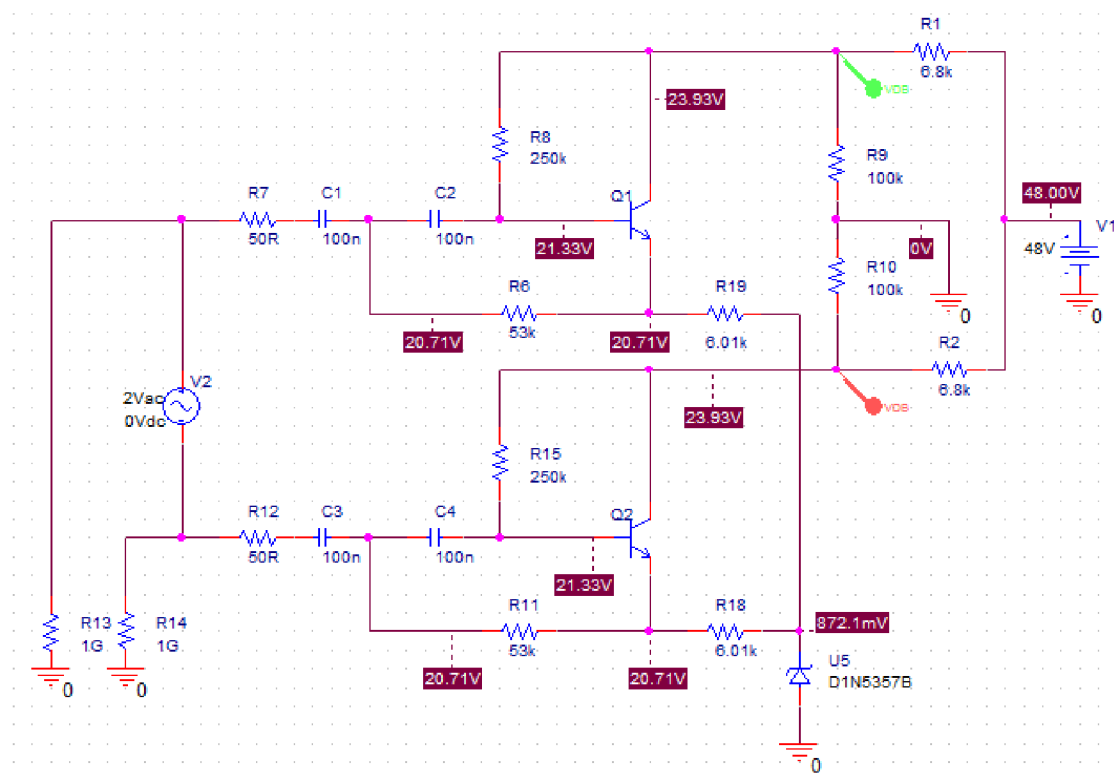 R1
6.8k
VDB
23.93V
R8
250k
R9
100k
Q1
R7
50R
C1
100n
C2
100n
21.33V
48.00V
V1
0V
48V
R10
100k
0
0
R6
53k
R19
6.01k
20.71V
20.71V
R2
6.8k
V2
2Vac
0Vdc
VDB
23.93V
R15
250k
R12
50R
C3
100n
C4
100n
Q2
21.33V
R11
53k
R18
6.01k
872.1mV
R13
1G
R14
1G
20.71V
20.71V
U5
D1N5357B
0
0
0